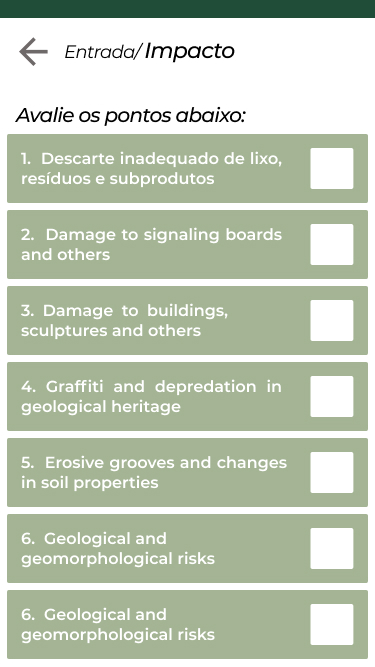 Entrada/Impacto
Avalie os pontos abaixo:
1. Descarte inadequado de lixo,
resíduos e subprodutos
2. Damage to signaling boards
and others
3. Damage to buildings,
sculptures and others
4. Graffiti and depredation in
geological heritage
5. Erosive grooves and changes
in soil properties
6. Geological and
geomorphological risks
6. Geological and
geomorphological risks